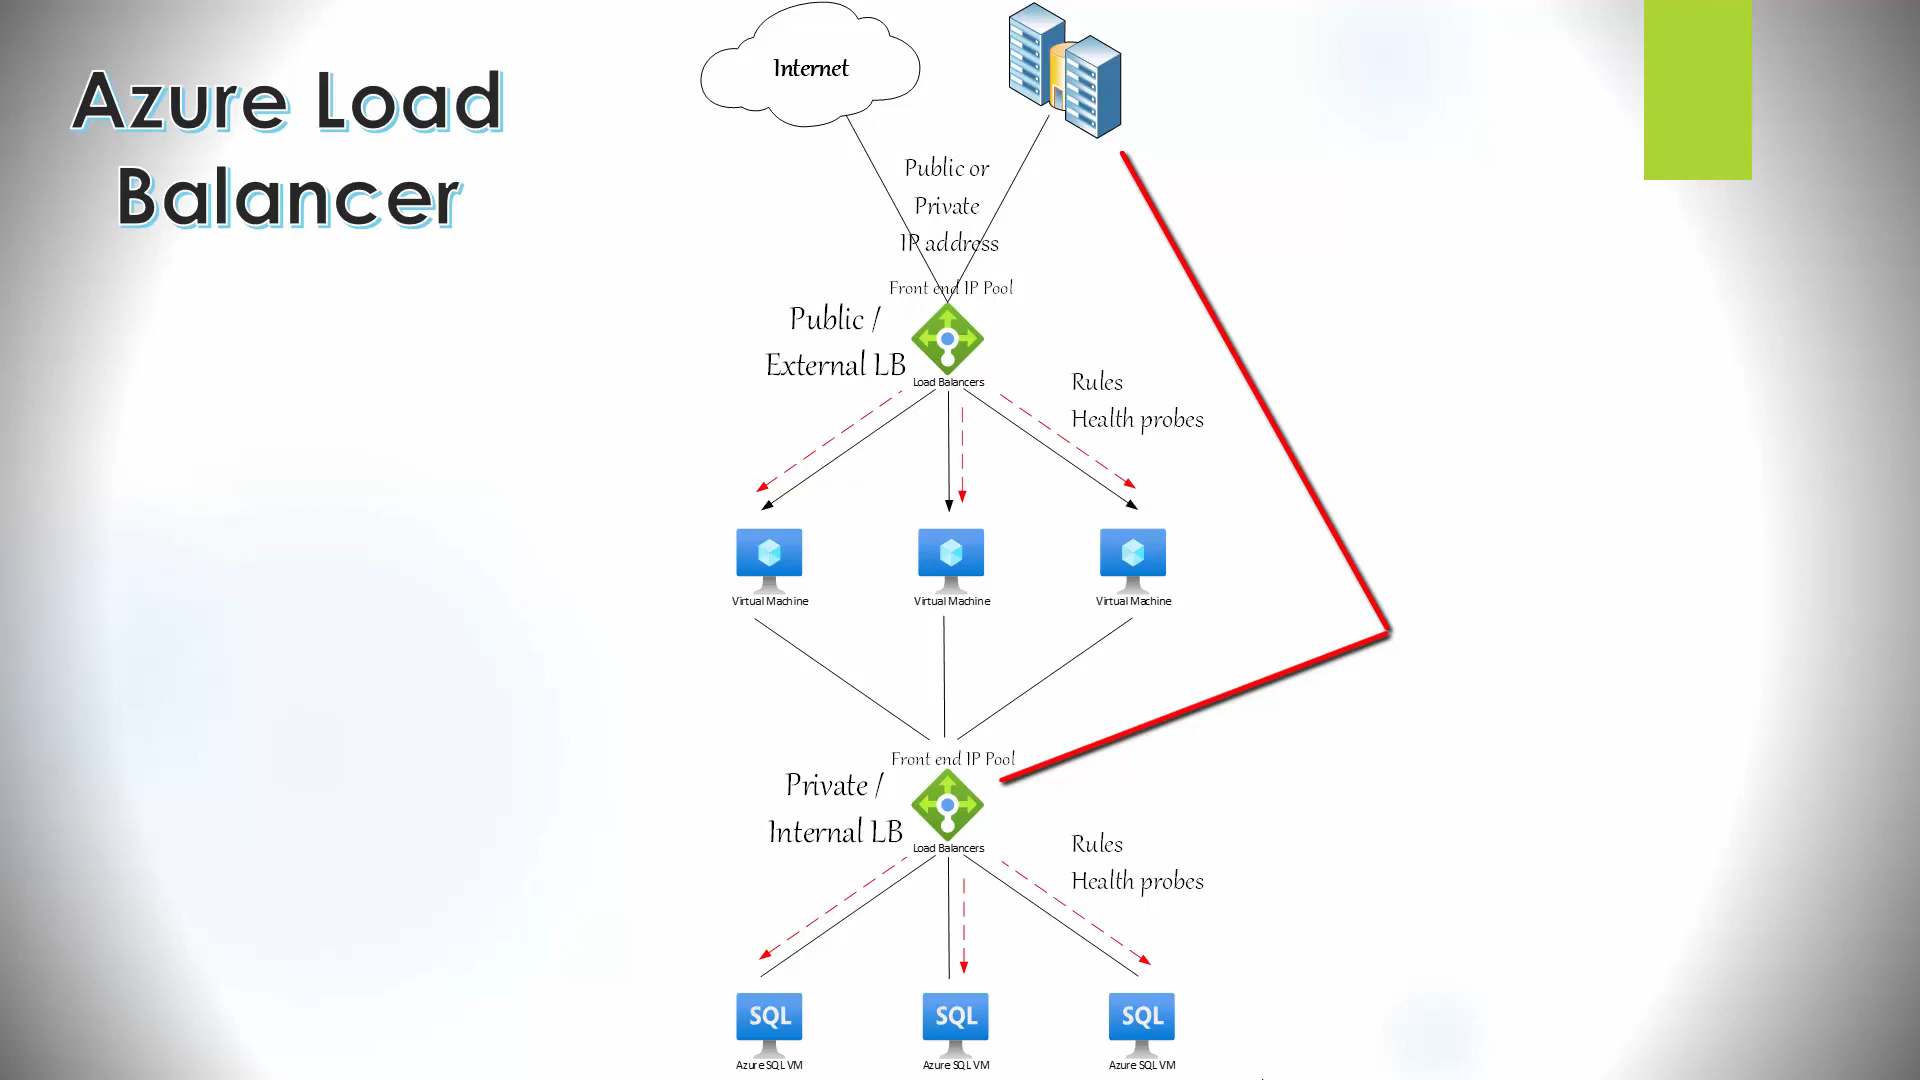 Azure Load
Balancer
Internet
Public or
Private
IP address
Front end IP Pool
Public /
External LB
Load Balancers
Rules
Health probes
Virtual Machine
Virtual Machine
Virtual Machine
Front end IP Pool
Private /
Internal LB
Load Balancers
Rules
Health probes
SQL
SQL
SQL
Azure SQL VM
Azure SQL VM
Azure SQL VM